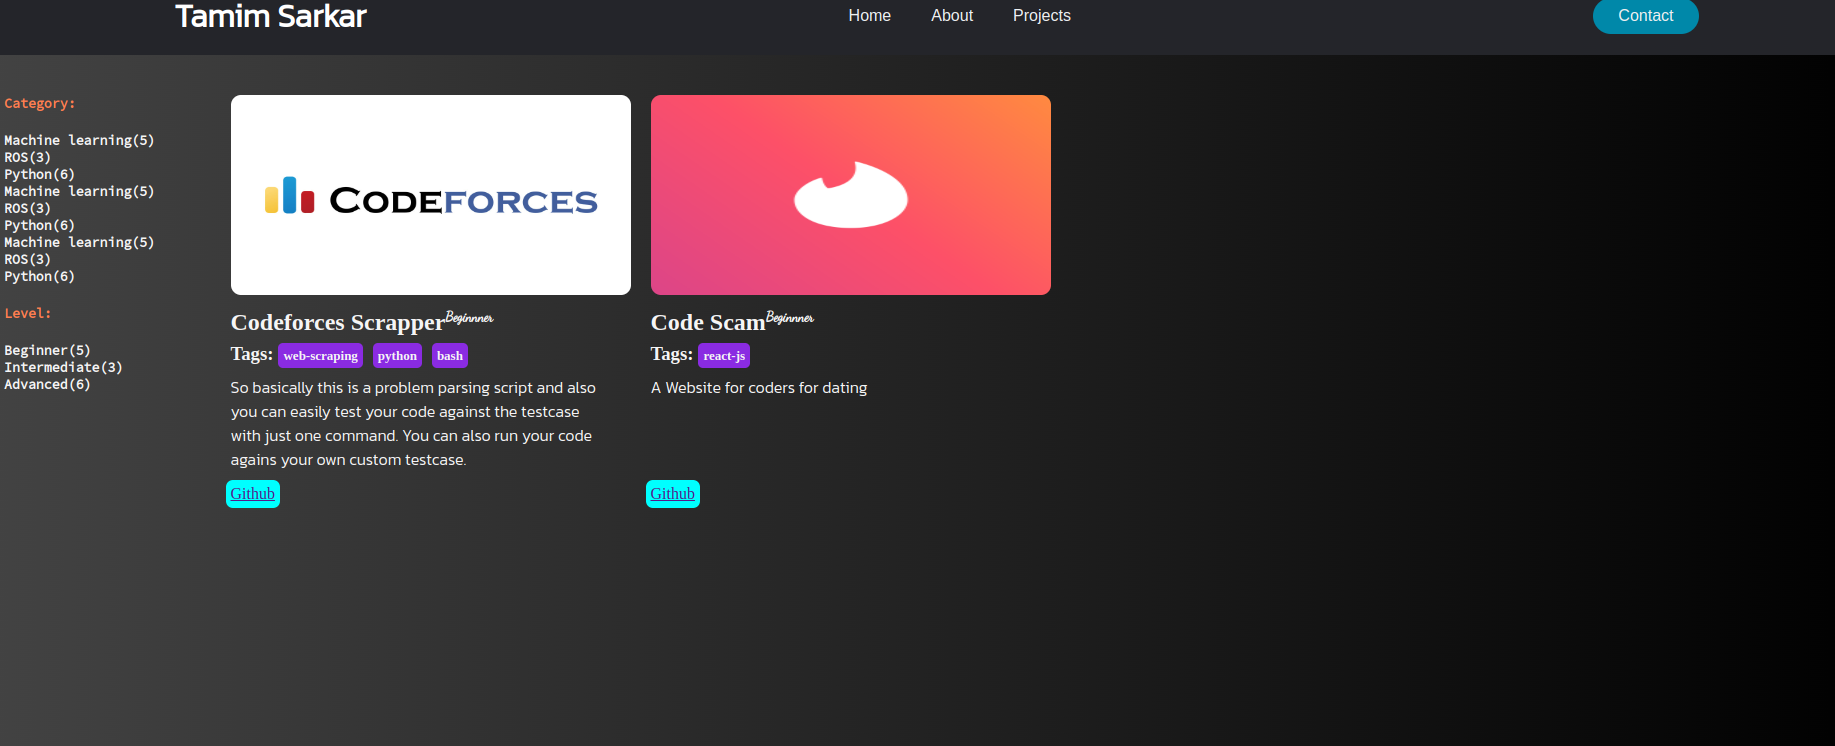 Tamim Sarkar
Home
About
Projects
Contact
Category:
Machine learning(5)
ROS(3)
Python(6)
Machine learning(5)
ROS(3)
Python(6)
Machine learning(5)
ROS(3)
Python(6)
Level:
Beginner(5)
Intermediate(3)
Advanced(6)
CODEFORCES
Codeforces Scrapper Beginnner
Tags: web-scraping python bash
So basically this is a problem parsing script and also
you can easily test your code against the testcase
with just one command. You can also run your code
agains your own custom testcase.
Github
Code Scam Beginnner
Tags: react-js
A Website for coders for dating
Github